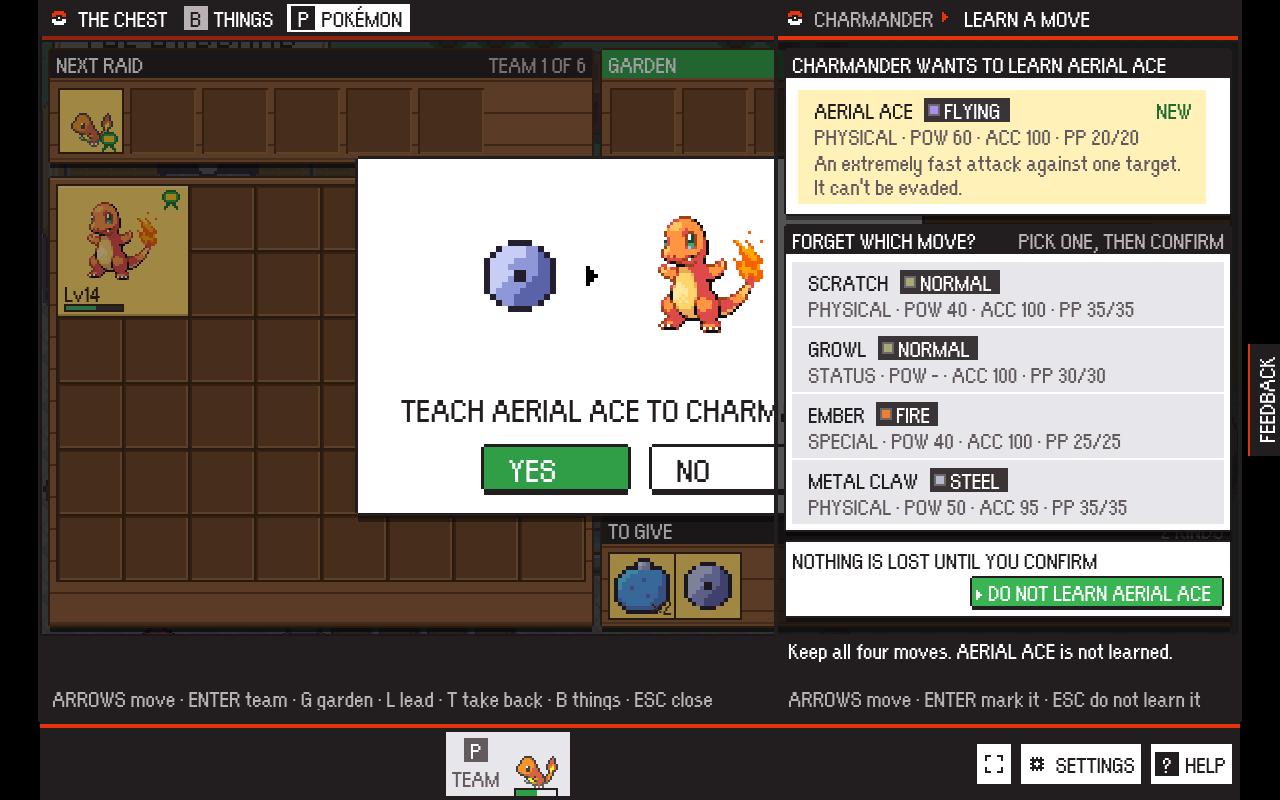 THE CHEST B THINGS P POKÉMON
NEXT RAID TEAM 1 OF 6
GARDEN
Lv14
TEACH AERIAL ACE TO CHARM
YES NO
TO GIVE
ARROWS move · ENTER team · G garden · L lead · T take back · B things · ESC close
CHARMANDER LEARN A MOVE
CHARMANDER WANTS TO LEARN AERIAL ACE
AERIAL ACE FLYING NEW
PHYSICAL · POW 60 · ACC 100 · PP 20/20
An extremely fast attack against one target.
It can't be evaded.
FORGET WHICH MOVE? PICK ONE, THEN CONFIRM
SCRATCH NORMAL
PHYSICAL · POW 40 · ACC 100 · PP 35/35
GROWL NORMAL
STATUS · POW - · ACC 100 · PP 30/30
EMBER FIRE
SPECIAL · POW 40 · ACC 100 · PP 25/25
METAL CLAW STEEL
PHYSICAL · POW 50 · ACC 95 · PP 35/35
NOTHING IS LOST UNTIL YOU CONFIRM
DO NOT LEARN AERIAL ACE
Keep all four moves. AERIAL ACE is not learned.
ARROWS move · ENTER mark it · ESC do not learn it
FEEDBACK
P
TEAM
SETTINGS ? HELP